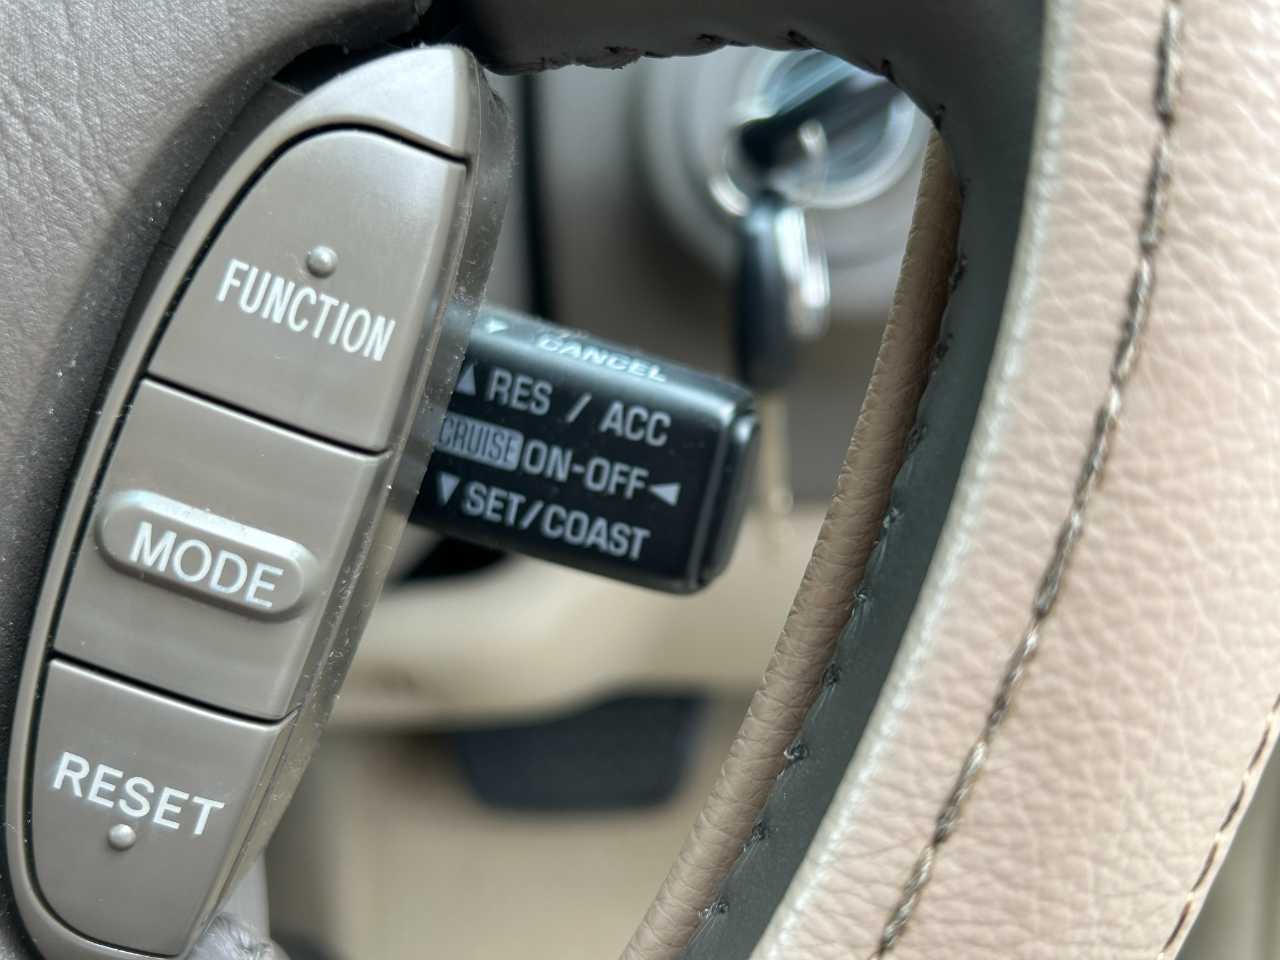 FUNCTION
MODE
RESET
▼ CANCEL
▲ RES / ACC
CRUISE ON-OFF ◀
▼ SET/COAST